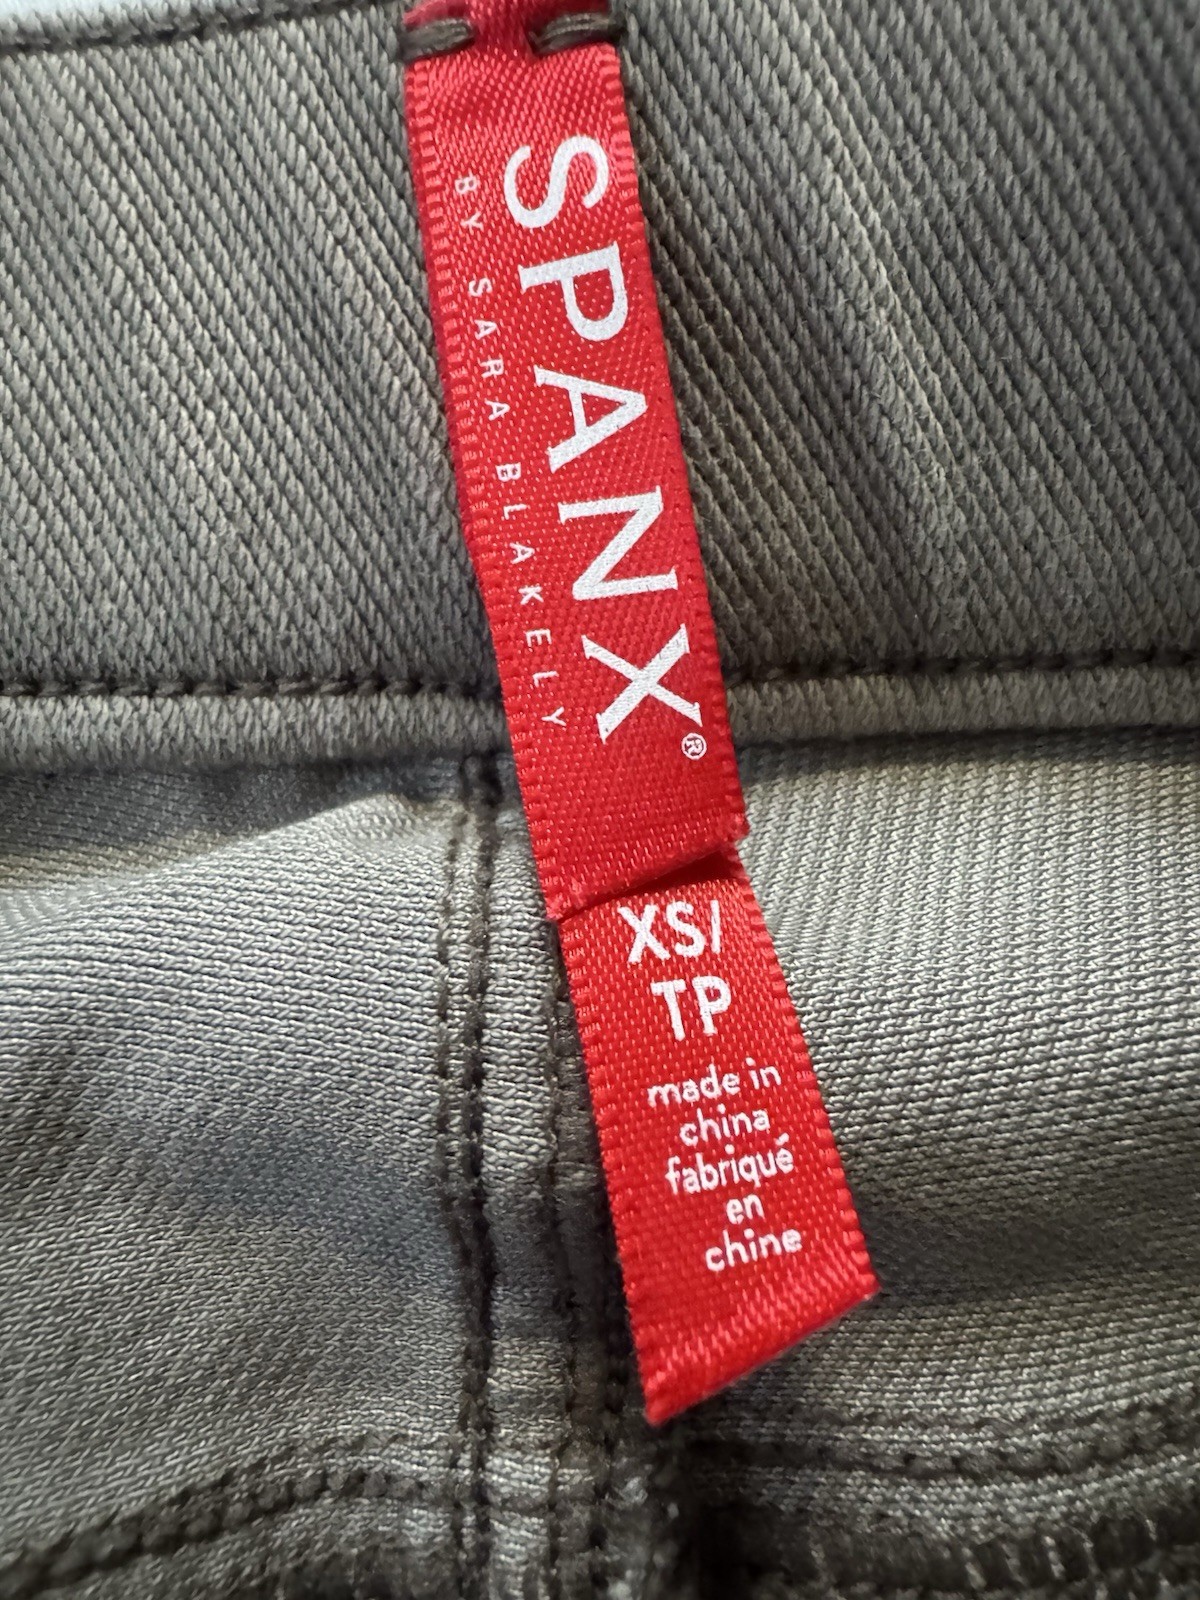 SPANX®
BY SARA BLAKELY
XS/
TP
made in
china
fabriqué
en
chine